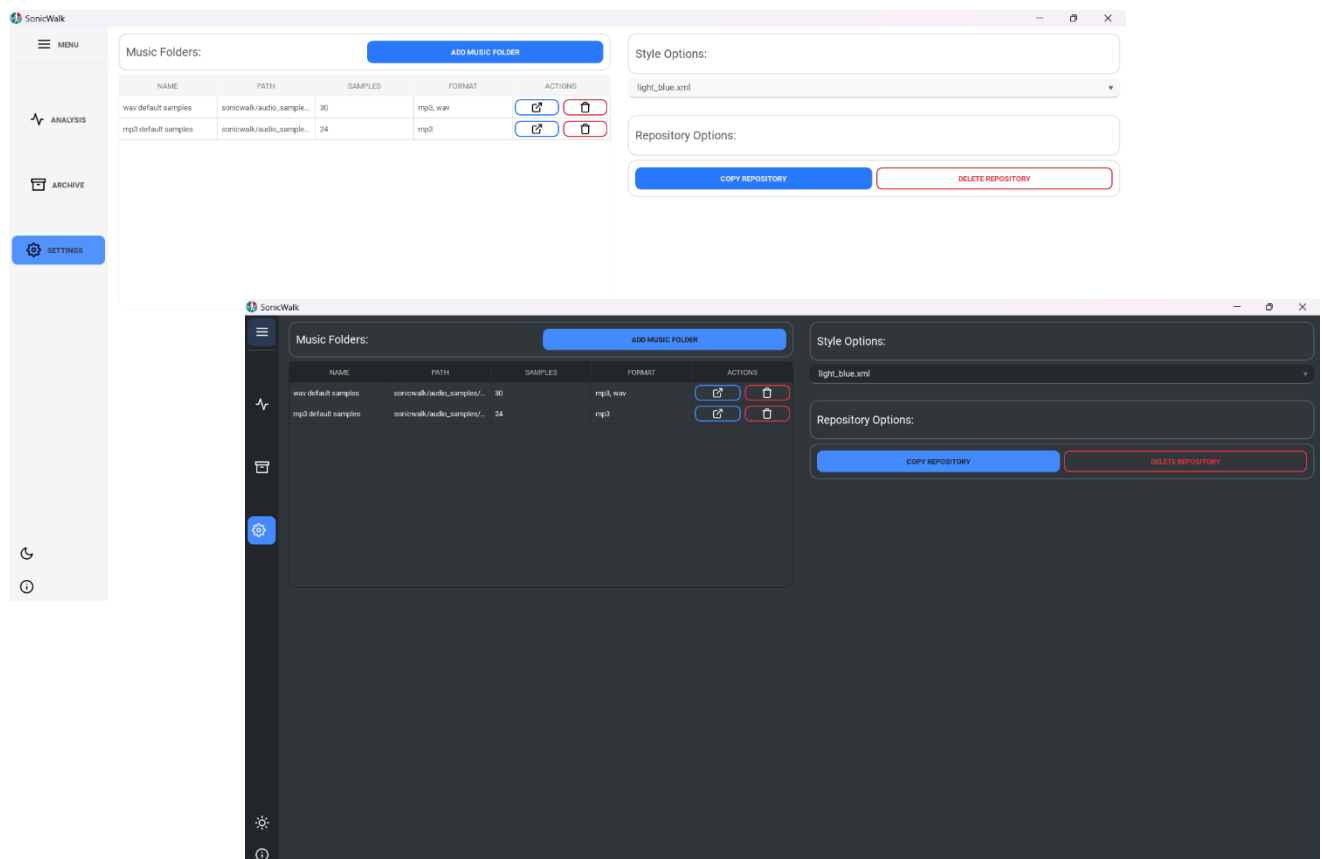 SonicWalk
MENU
ANALYSIS
ARCHIVE
SETTINGS
Music Folders:
ADD MUSIC FOLDER
NAME PATH SAMPLES FORMAT ACTIONS
wav default samples sonicwalk/audio_sample... 30 mp3, wav
mp3 default samples sonicwalk/audio_sample... 24 mp3
Style Options:
light_blue.xml
Repository Options:
COPY REPOSITORY DELETE REPOSITORY
SonicWalk
Music Folders:
ADD MUSIC FOLDER
NAME PATH SAMPLES FORMAT ACTIONS
wav default samples sonicwalk/audio_samples/... 30 mp3, wav
mp3 default samples sonicwalk/audio_samples/... 24 mp3
Style Options:
light_blue.xml
Repository Options:
COPY REPOSITORY DELETE REPOSITORY